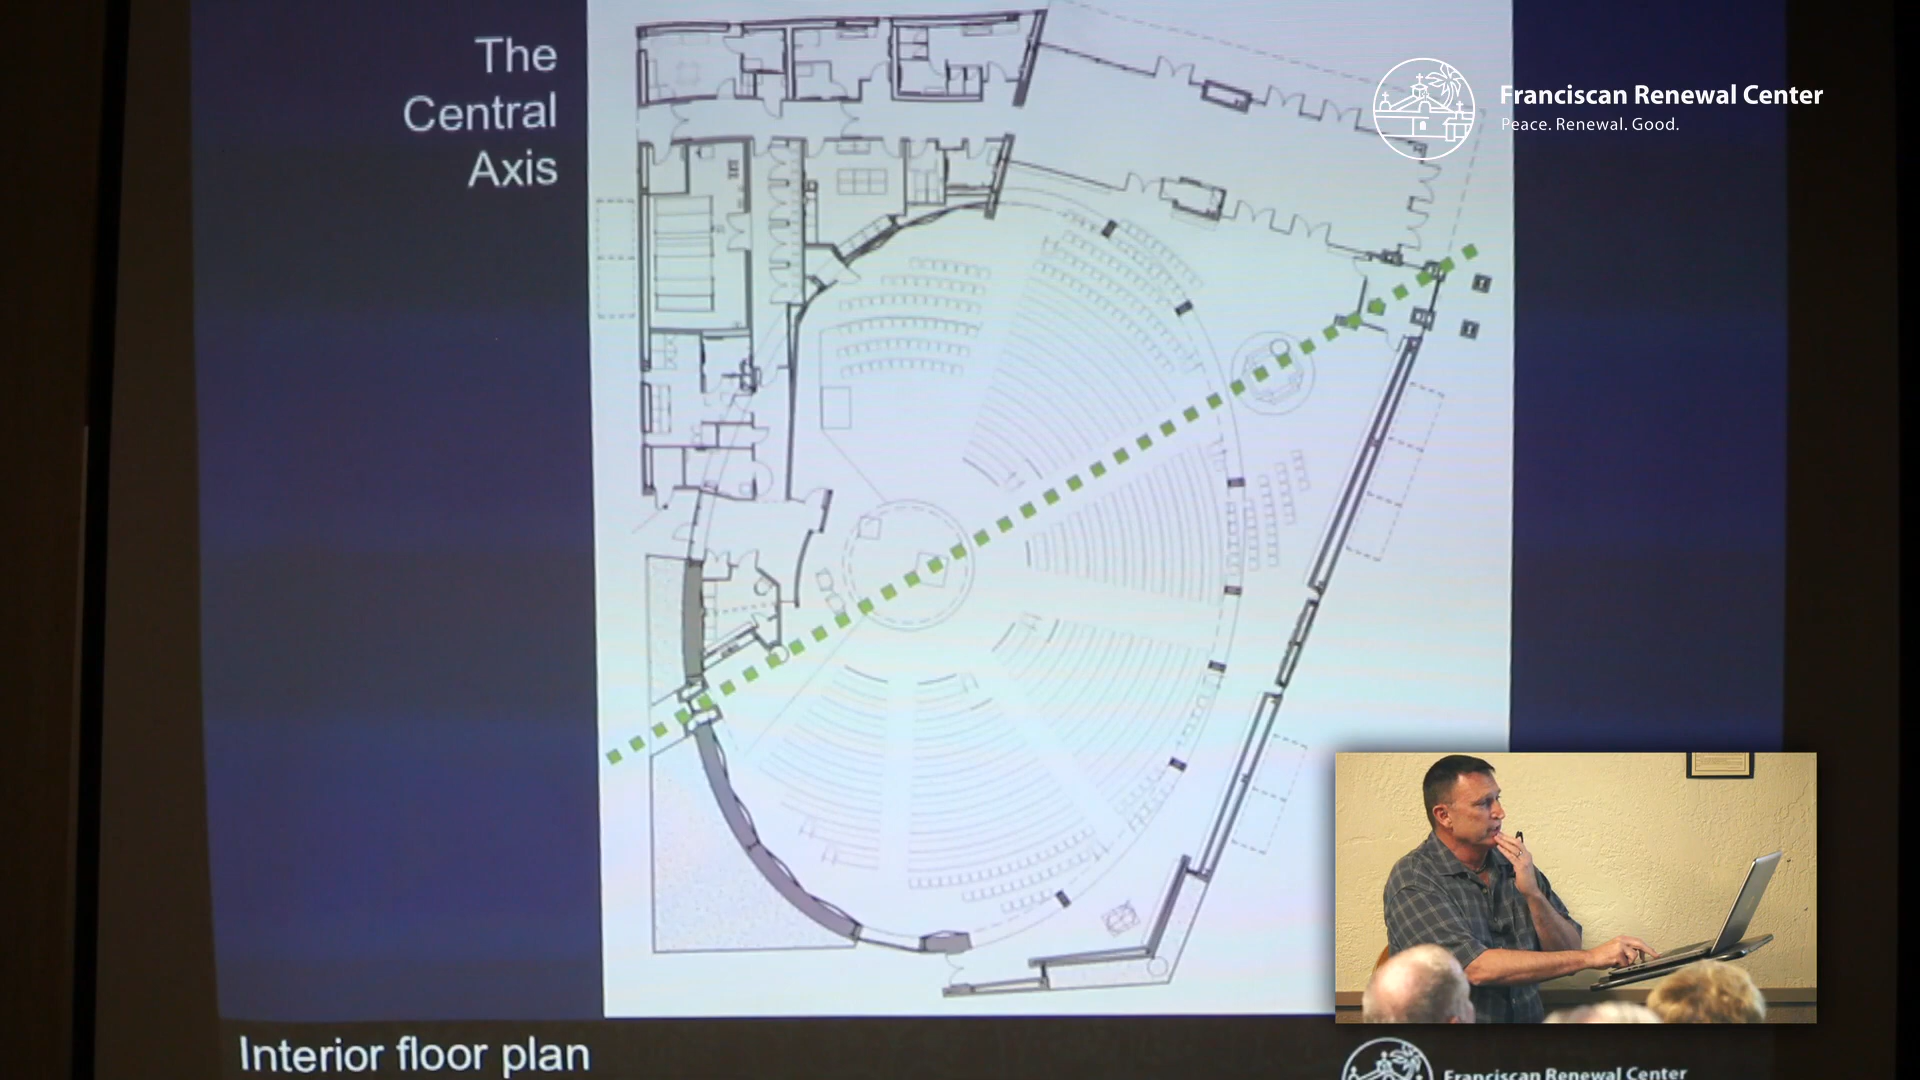 The
Central
Axis
Franciscan Renewal Center
Peace. Renewal. Good.
Interior floor plan
Franciscan Renewal Center